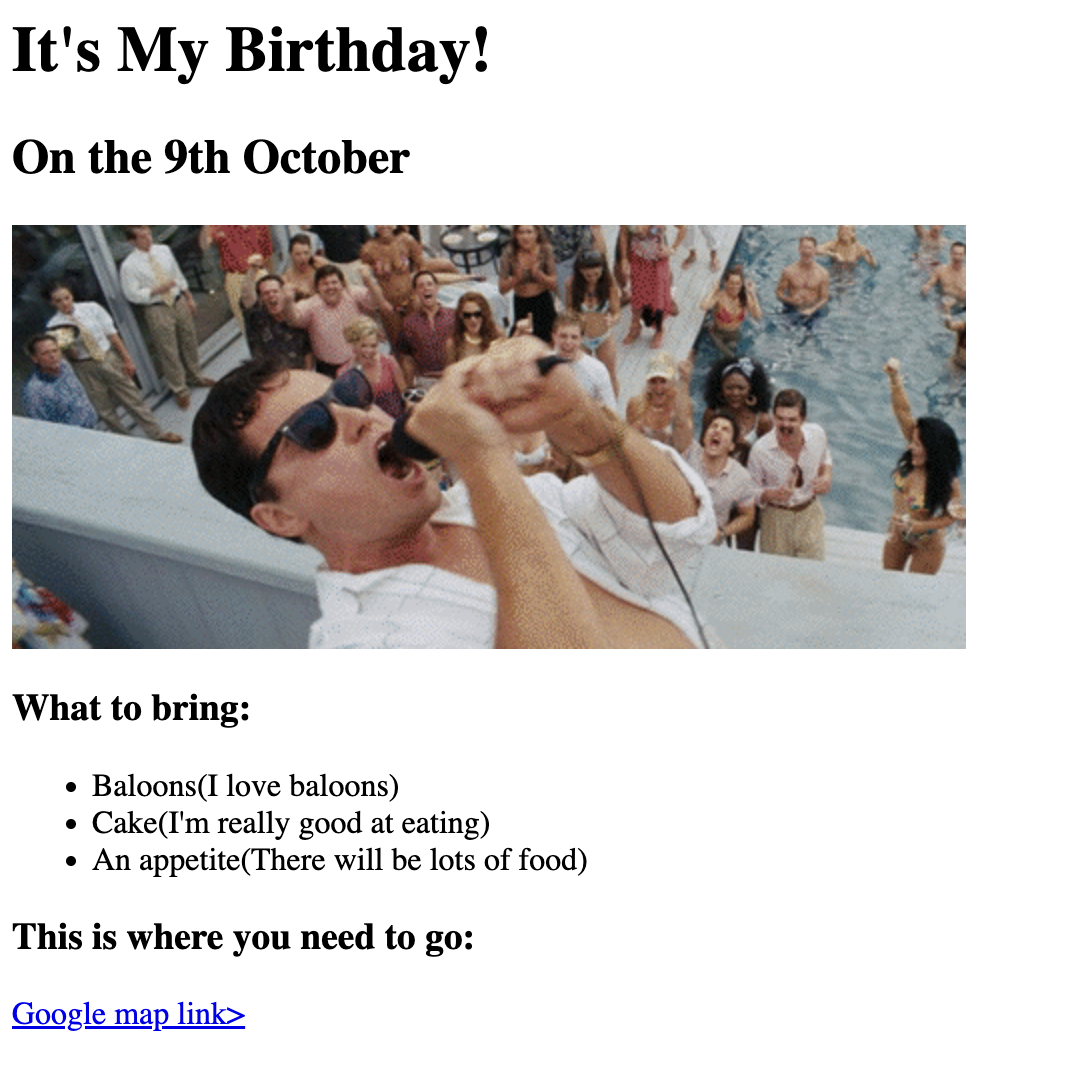 It's My Birthday!
On the 9th October
What to bring:
Baloons(I love baloons)
Cake(I'm really good at eating)
An appetite(There will be lots of food)
This is where you need to go:
Google map link>